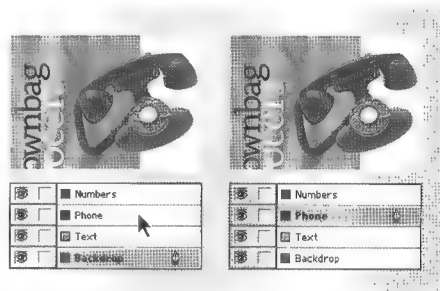 ownbag
ownbag
Numbers
Phone
Text
Backdrop
Numbers
Phone
Text
Backdrop